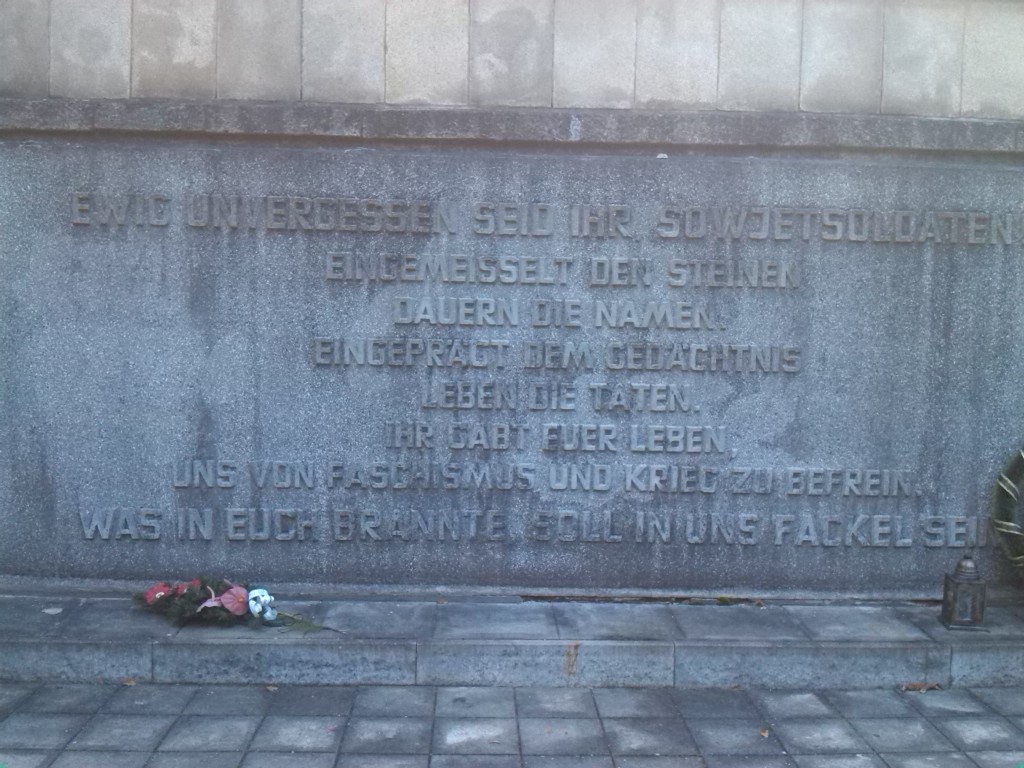 EWIG UNVERGESSEN SEID IHR, SOWJETSOLDATEN
EINGEMEISSELT DEN STEINEN
DAUERN DIE NAMEN.
EINGEPRÄGT DEM GEDÄCHTNIS
LEBEN DIE TATEN.
IHR GABT EUER LEBEN,
UNS VON FASCHISMUS UND KRIEG ZU BEFREIN.
WAS IN EUCH BRANNTE, SOLL IN UNS FACKEL SEIN